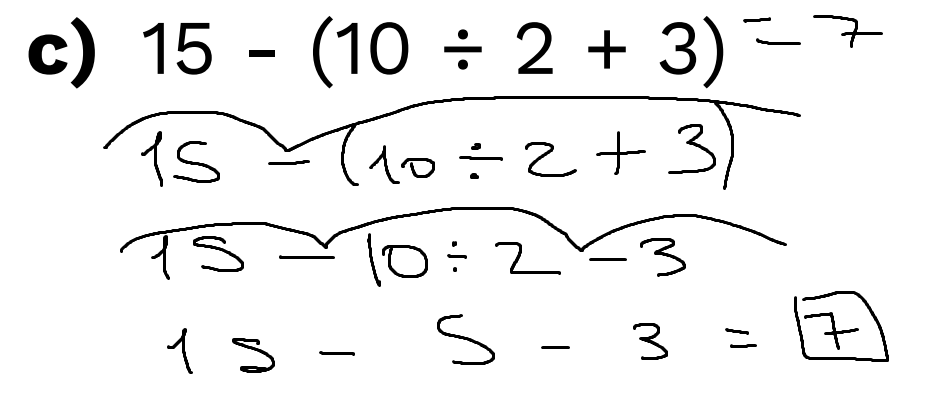 c) 15 - (10 ÷ 2 + 3) = 7
15 - (10 ÷ 2 + 3)
15 - 10 ÷ 2 - 3
15 - 5 - 3 = 7